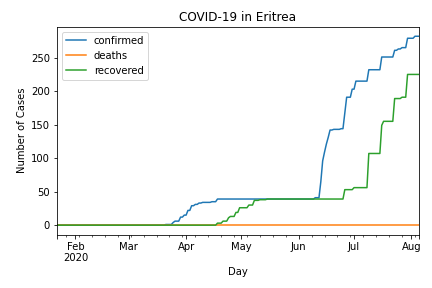 COVID-19 in Eritrea
confirmed
deaths
recovered
Number of Cases
250
200
150
100
50
0
Feb Mar Apr May Jun Jul Aug
2020
Day